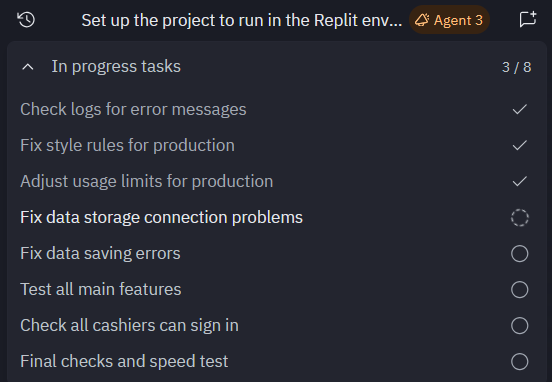 Set up the project to run in the Replit env... Agent 3
In progress tasks 3 / 8
Check logs for error messages
Fix style rules for production
Adjust usage limits for production
Fix data storage connection problems
Fix data saving errors
Test all main features
Check all cashiers can sign in
Final checks and speed test